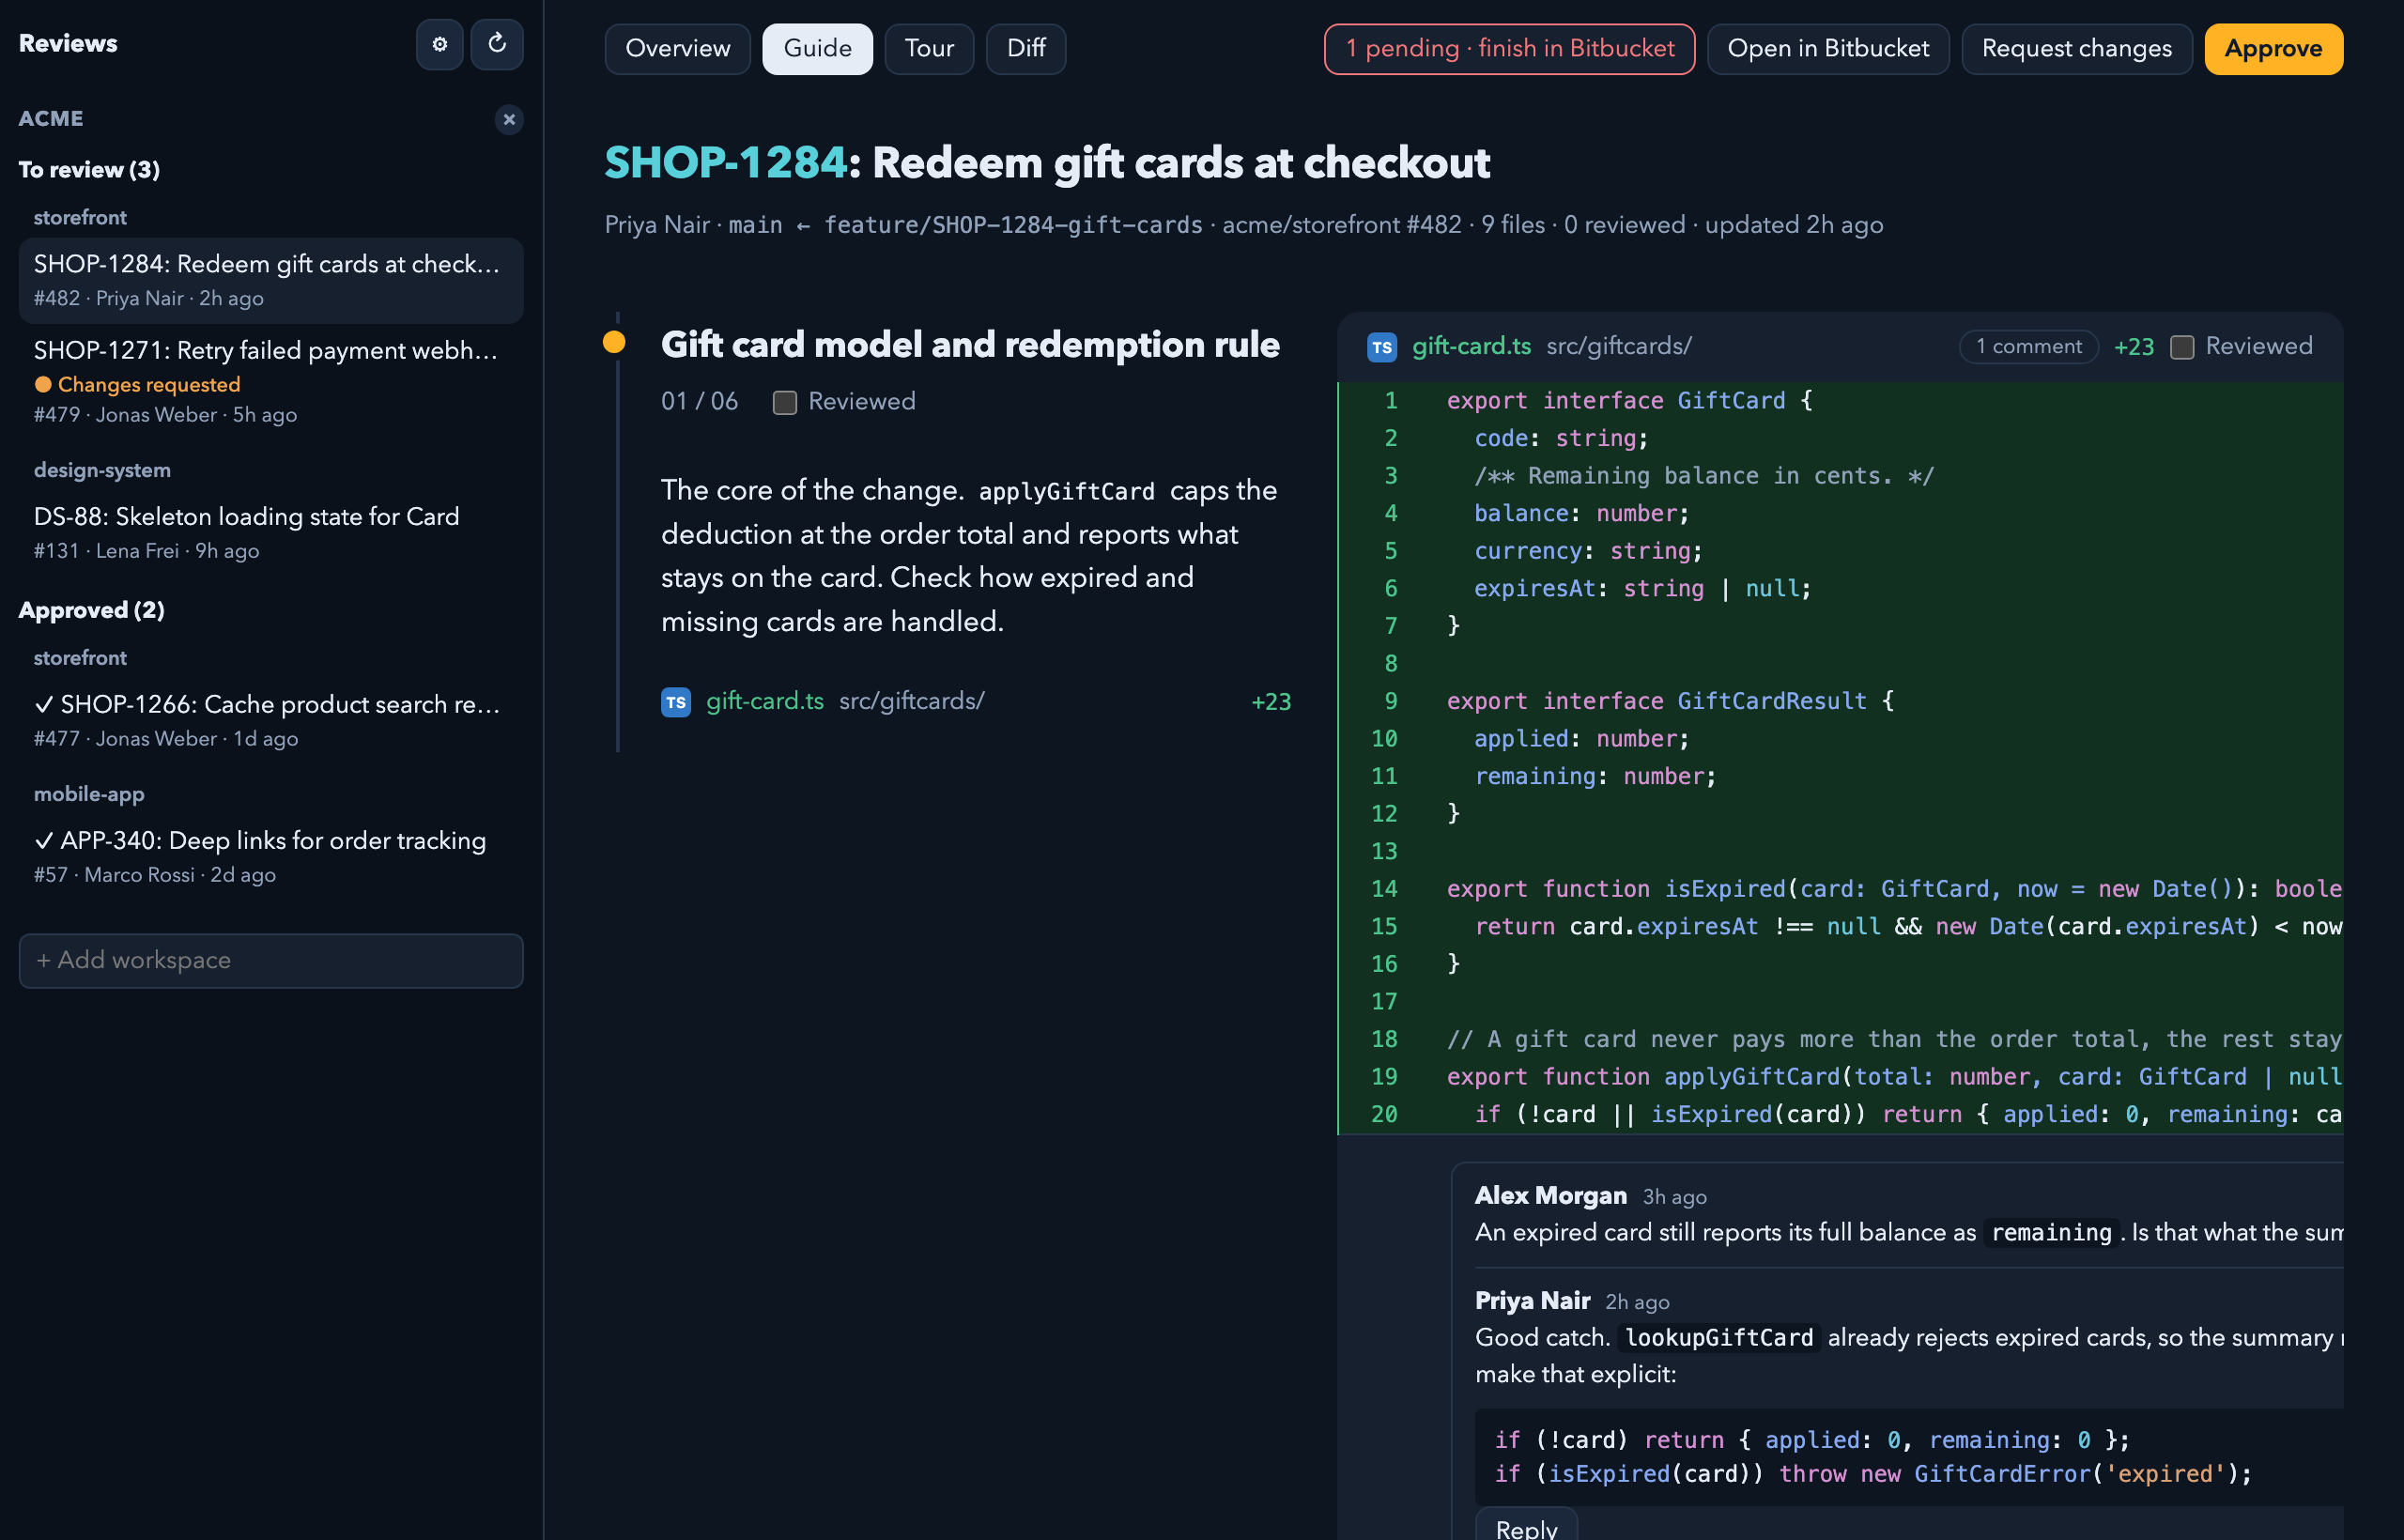 Reviews
ACME
To review (3)
storefront
SHOP-1284: Redeem gift cards at check…
#482 · Priya Nair · 2h ago
SHOP-1271: Retry failed payment webh…
Changes requested
#479 · Jonas Weber · 5h ago
design-system
DS-88: Skeleton loading state for Card
#131 · Lena Frei · 9h ago
Approved (2)
storefront
✓ SHOP-1266: Cache product search re…
#477 · Jonas Weber · 1d ago
mobile-app
✓ APP-340: Deep links for order tracking
#57 · Marco Rossi · 2d ago
+ Add workspace
Overview
Guide
Tour
Diff
1 pending · finish in Bitbucket
Open in Bitbucket
Request changes
Approve
SHOP-1284: Redeem gift cards at checkout
Priya Nair · main ← feature/SHOP-1284-gift-cards · acme/storefront #482 · 9 files · 0 reviewed · updated 2h ago
Gift card model and redemption rule
01 / 06 Reviewed
The core of the change. applyGiftCard caps the
deduction at the order total and reports what
stays on the card. Check how expired and
missing cards are handled.
TS gift-card.ts src/giftcards/ +23
TS gift-card.ts src/giftcards/ 1 comment +23 Reviewed
1 export interface GiftCard {
2 code: string;
3 /** Remaining balance in cents. */
4 balance: number;
5 currency: string;
6 expiresAt: string | null;
7 }
8
9 export interface GiftCardResult {
10 applied: number;
11 remaining: number;
12 }
13
14 export function isExpired(card: GiftCard, now = new Date()): boole
15 return card.expiresAt !== null && new Date(card.expiresAt) < now
16 }
17
18 // A gift card never pays more than the order total, the rest stay
19 export function applyGiftCard(total: number, card: GiftCard | null
20 if (!card || isExpired(card)) return { applied: 0, remaining: ca
Alex Morgan 3h ago
An expired card still reports its full balance as remaining. Is that what the sum
Priya Nair 2h ago
Good catch. lookupGiftCard already rejects expired cards, so the summary
make that explicit:
if (!card) return { applied: 0, remaining: 0 };
if (isExpired(card)) throw new GiftCardError('expired');
Reply